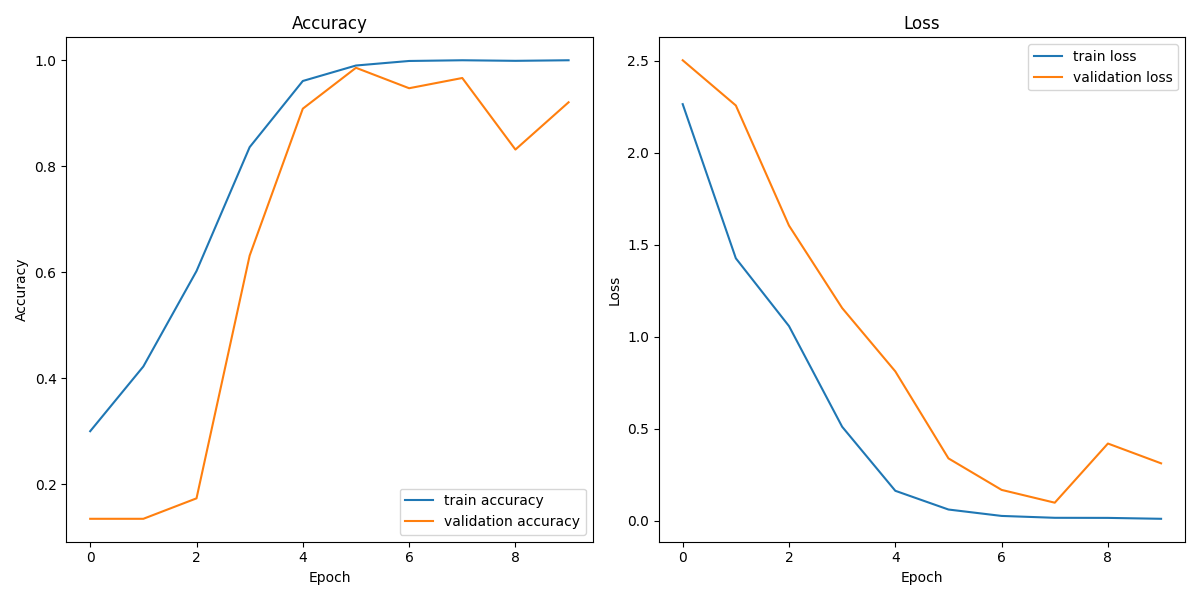 Accuracy
1.0
0.8
0.6
0.4
0.2
Accuracy
train accuracy
validation accuracy
0 2 4 6 8
Epoch
Loss
2.5
2.0
1.5
1.0
0.5
0.0
Loss
train loss
validation loss
0 2 4 6 8
Epoch